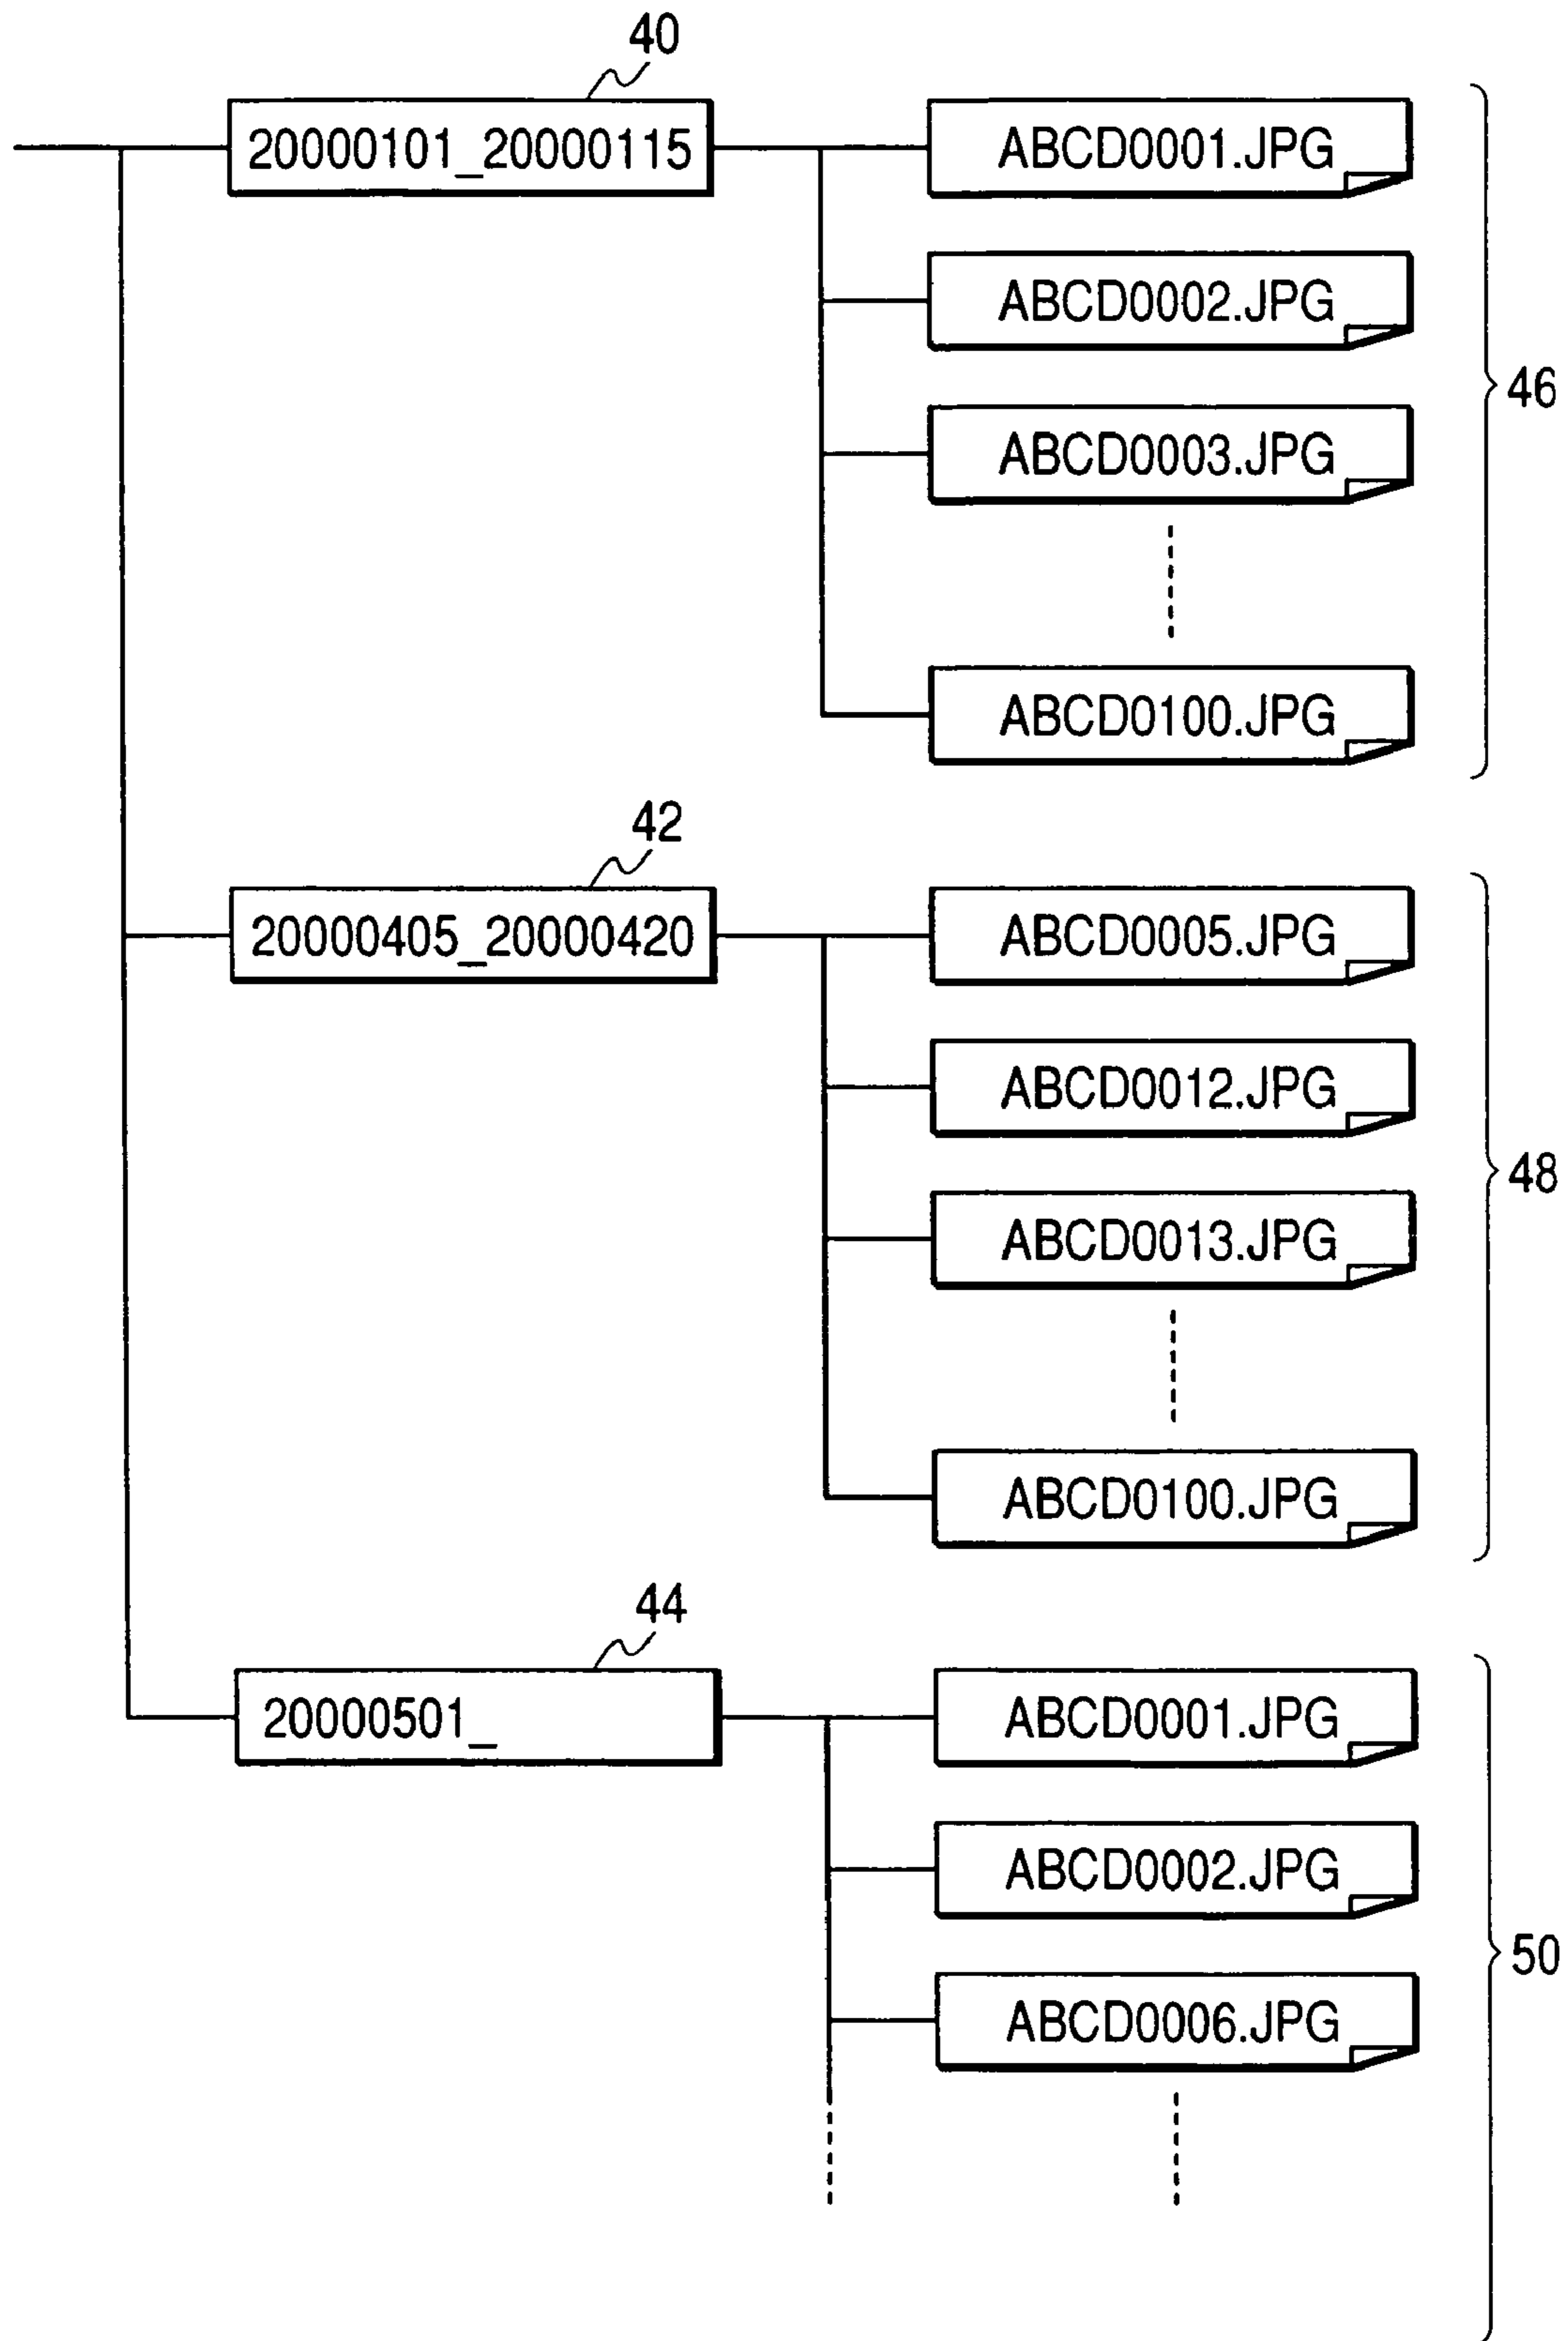 40
20000101_20000115
ABCD0001.JPG
ABCD0002.JPG
ABCD0003.JPG
ABCD0100.JPG
46
42
20000405_20000420
ABCD0005.JPG
ABCD0012.JPG
ABCD0013.JPG
ABCD0100.JPG
48
44
20000501_
ABCD0001.JPG
ABCD0002.JPG
ABCD0006.JPG
50